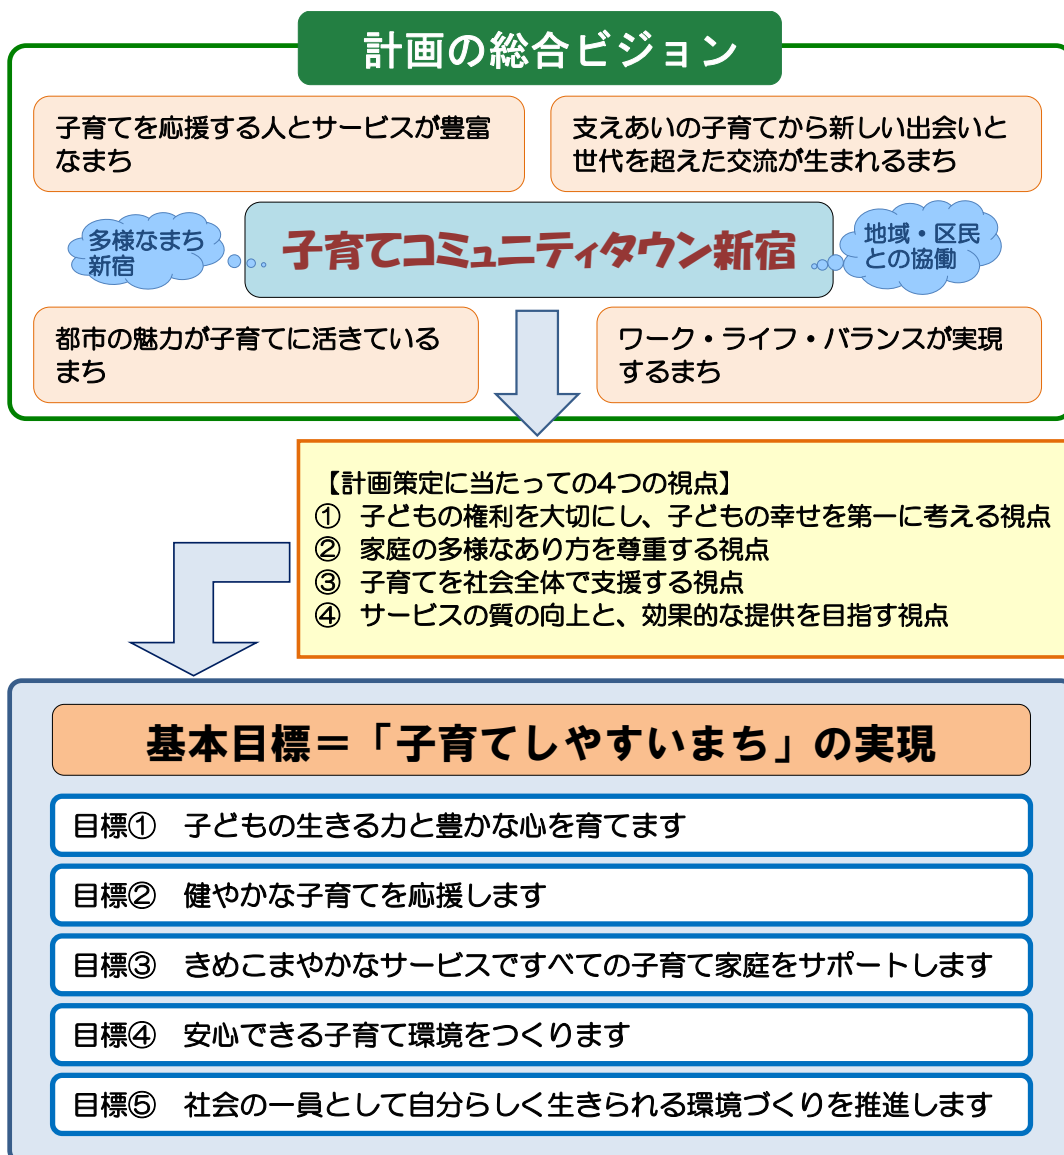 計画の総合ビジョン
子育てを応援する人とサービスが豊富
なまち
支えあいの子育てから新しい出会いと
世代を超えた交流が生まれるまち
多様なまち
新宿
子育てコミュニティタウン新宿
地域・区民
との協働
都市の魅力が子育てに活きている
まち
ワーク・ライフ・バランスが実現
するまち
【計画策定に当たっての4つの視点】
① 子どもの権利を大切にし、子どもの幸せを第一に考える視点
② 家庭の多様なあり方を尊重する視点
③ 子育てを社会全体で支援する視点
④ サービスの質の向上と、効果的な提供を目指す視点
基本目標＝「子育てしやすいまち」の実現
目標① 子どもの生きる力と豊かな心を育てます
目標② 健やかな子育てを応援します
目標③ きめこまやかなサービスですべての子育て家庭をサポートします
目標④ 安心できる子育て環境をつくります
目標⑤ 社会の一員として自分らしく生きられる環境づくりを推進します